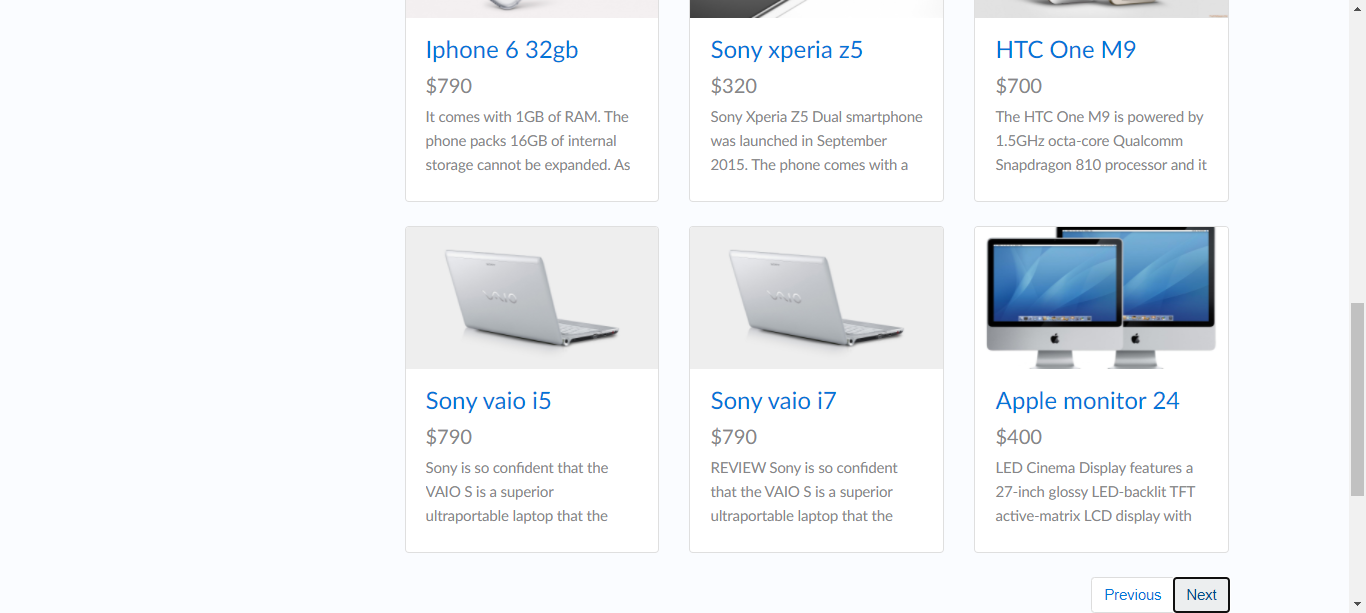 Iphone 6 32gb
$790
It comes with 1GB of RAM. The
phone packs 16GB of internal
storage cannot be expanded. As
Sony xperia z5
$320
Sony Xperia Z5 Dual smartphone
was launched in September
2015. The phone comes with a
HTC One M9
$700
The HTC One M9 is powered by
1.5GHz octa-core Qualcomm
Snapdragon 810 processor and it
VAIO
Sony vaio i5
$790
Sony is so confident that the
VAIO S is a superior
ultraportable laptop that the
VAIO
Sony vaio i7
$790
REVIEW Sony is so confident
that the VAIO S is a superior
ultraportable laptop that the
Apple monitor 24
$400
LED Cinema Display features a
27-inch glossy LED-backlit TFT
active-matrix LCD display with
Previous
Next